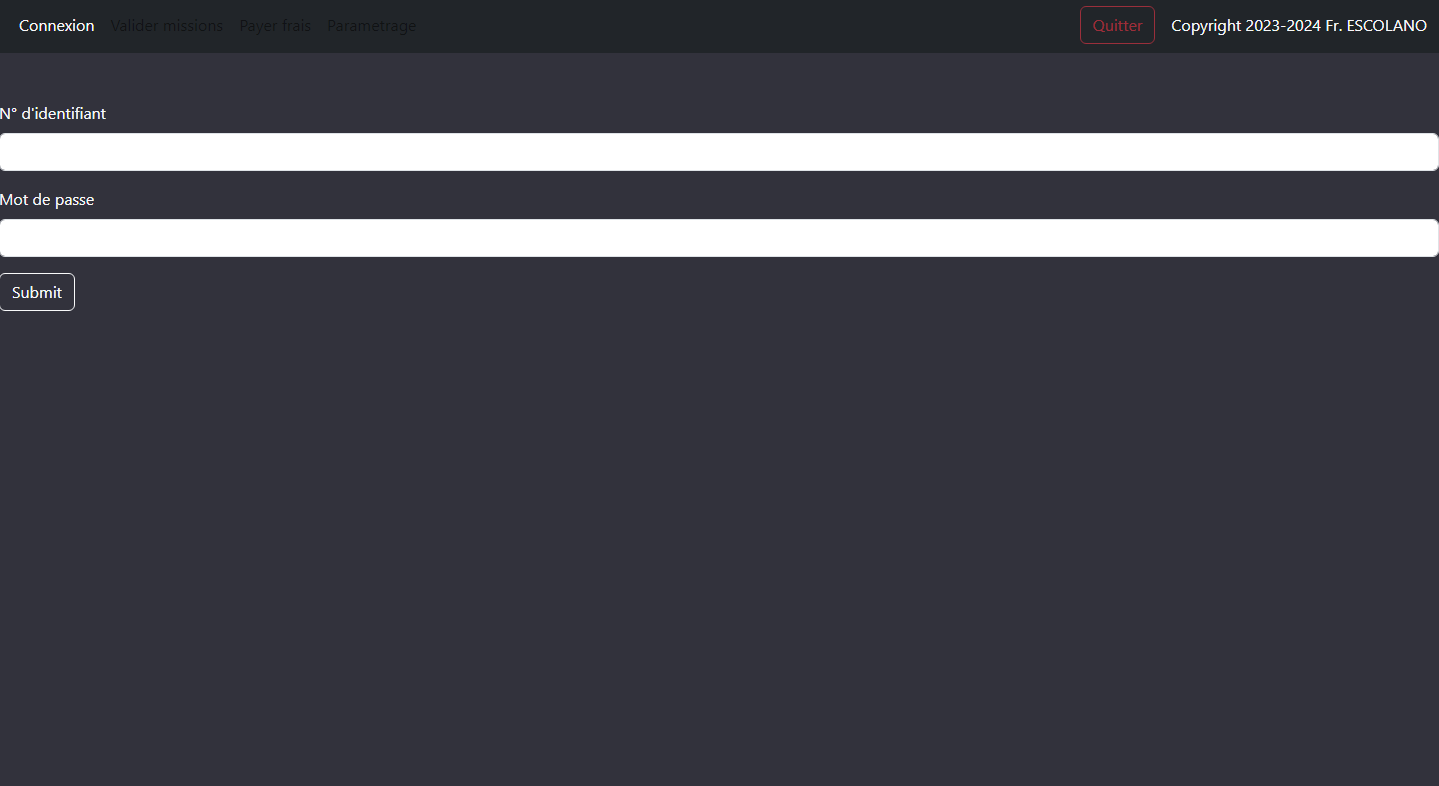 Connexion Valider missions Payer frais Parametrage Quitter Copyright 2023-2024 Fr. ESCOLANO
N° d'identifiant
Mot de passe
Submit